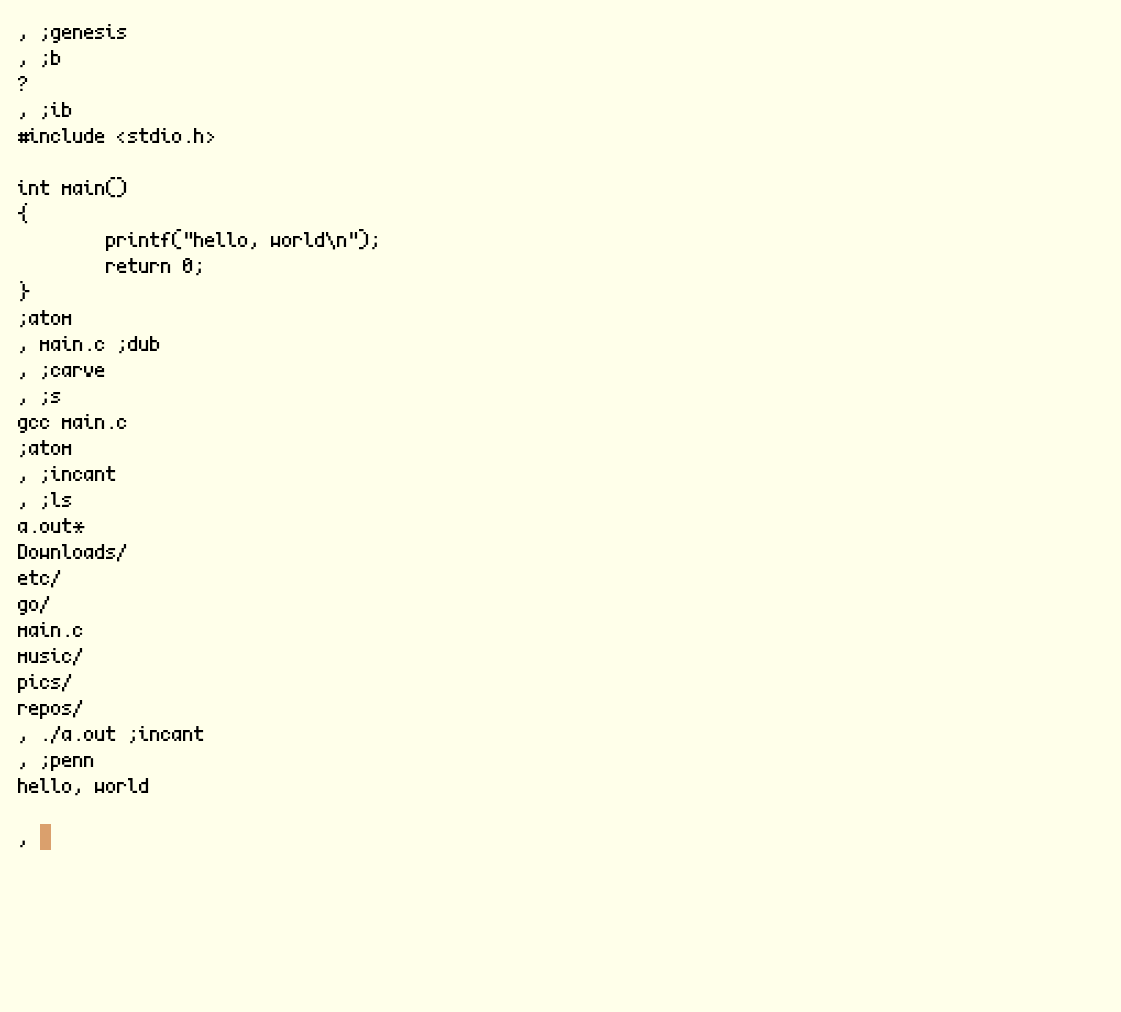 , ;genesis
, ;b
?
, ;ib
#include <stdio.h>

int main()
{
        printf("hello, world\n");
        return 0;
}
;atom
, main.c ;dub
, ;carve
, ;s
gcc main.c
;atom
, ;incant
, ;ls
a.out*
Downloads/
etc/
go/
main.c
music/
pics/
repos/
, ./a.out ;incant
, ;penn
hello, world

,